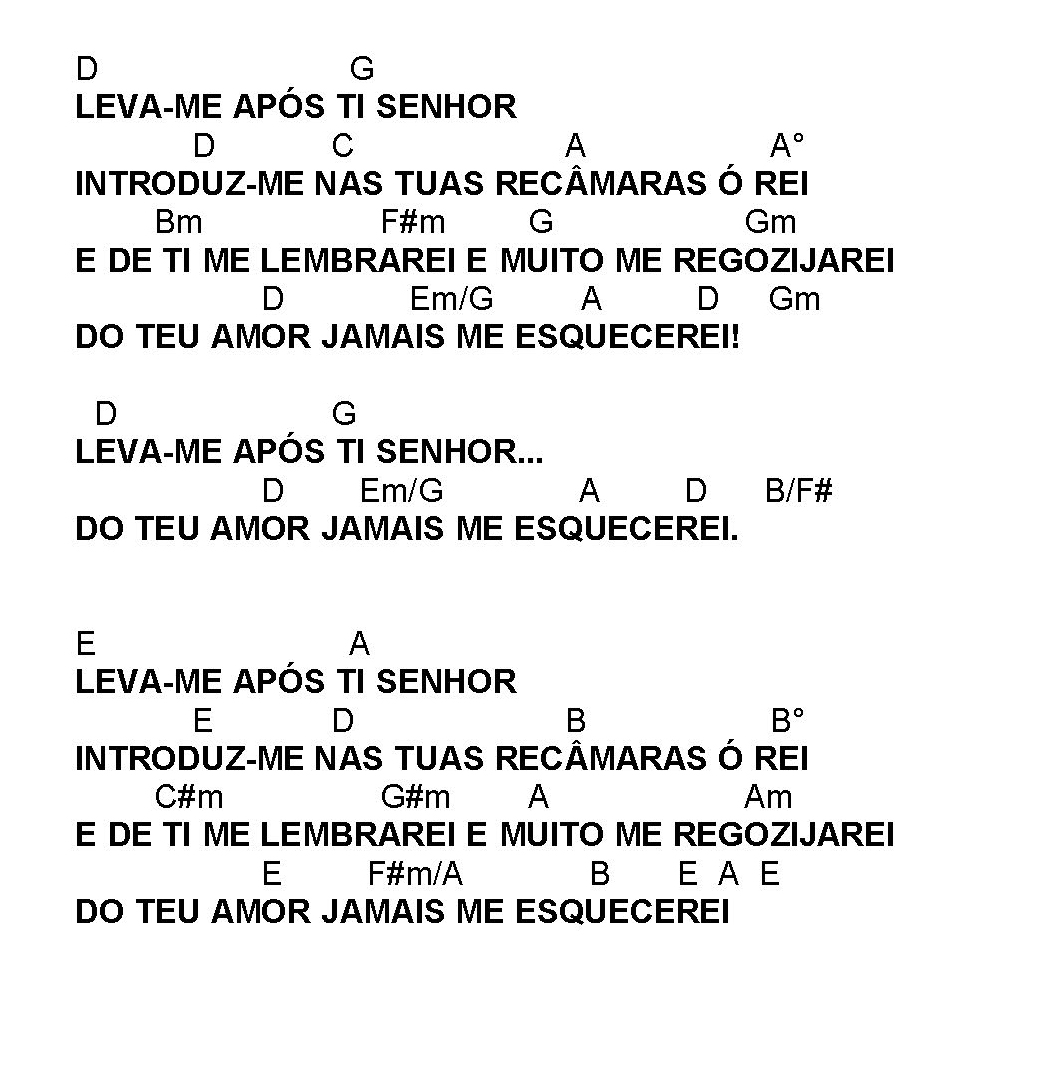 D G
LEVA-ME APÓS TI SENHOR
D C A A°
INTRODUZ-ME NAS TUAS RECÂMARAS Ó REI
Bm F#m G Gm
E DE TI ME LEMBRAREI E MUITO ME REGOZIJAREI
D Em/G A D Gm
DO TEU AMOR JAMAIS ME ESQUECEREI!
D G
LEVA-ME APÓS TI SENHOR...
D Em/G A D B/F#
DO TEU AMOR JAMAIS ME ESQUECEREI.
E A
LEVA-ME APÓS TI SENHOR
E D B B°
INTRODUZ-ME NAS TUAS RECÂMARAS Ó REI
C#m G#m A Am
E DE TI ME LEMBRAREI E MUITO ME REGOZIJAREI
E F#m/A B E A E
DO TEU AMOR JAMAIS ME ESQUECEREI